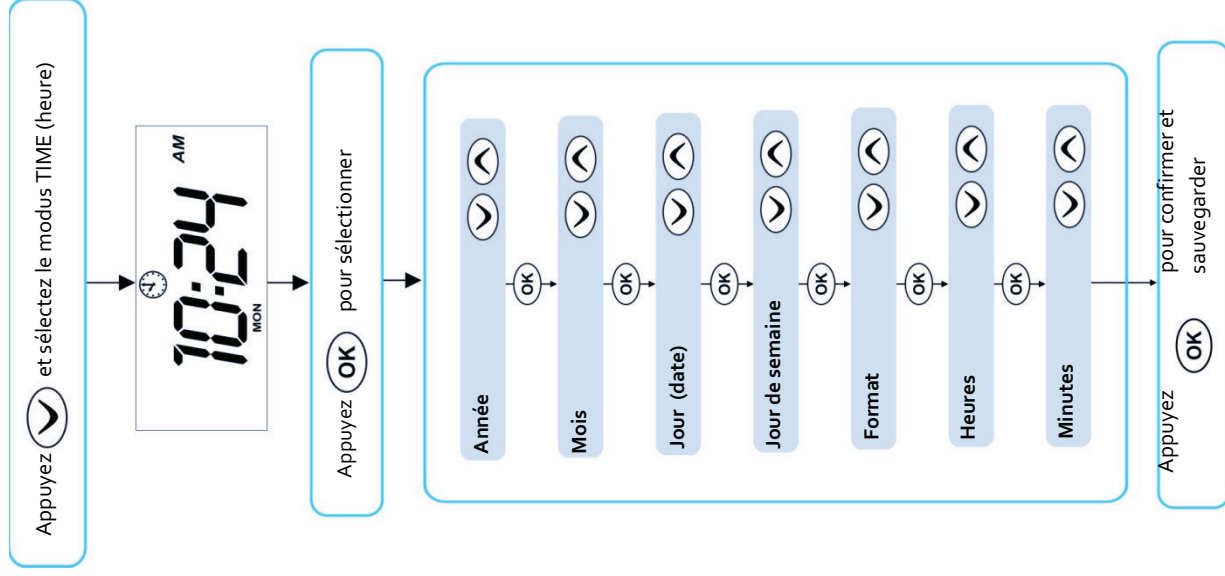 Appuyez et sélectez le modus TIME (heure)
AM
10:24
MON
Appuyez OK pour sélectionner
Année
OK
Mois
OK
Jour (date)
OK
Jour de semaine
OK
Format
OK
Heures
OK
Minutes
Appuyez OK pour confirmer et
sauvegarder